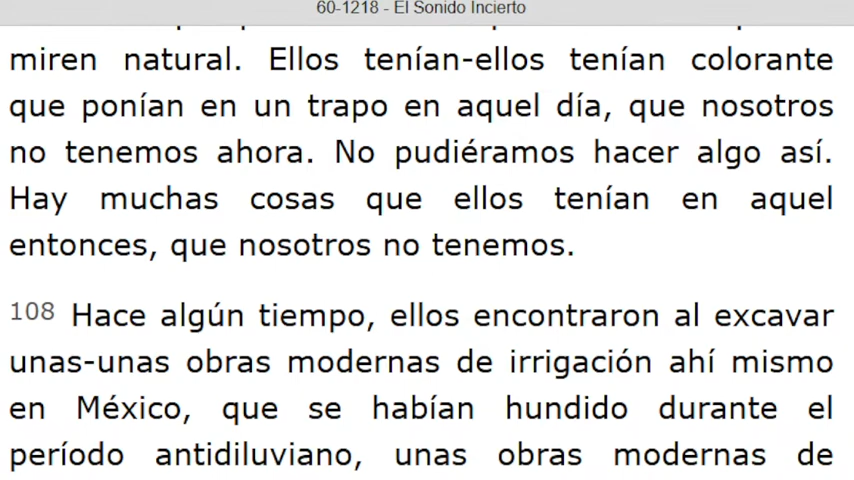 60-1218 - El Sonido Incierto
miren natural. Ellos tenían-ellos tenían colorante
que ponían en un trapo en aquel día, que nosotros
no tenemos ahora. No pudiéramos hacer algo así.
Hay muchas cosas que ellos tenían en aquel
entonces, que nosotros no tenemos.
108 Hace algún tiempo, ellos encontraron al excavar
unas-unas obras modernas de irrigación ahí mismo
en México, que se habían hundido durante el
período antidiluviano, unas obras modernas de